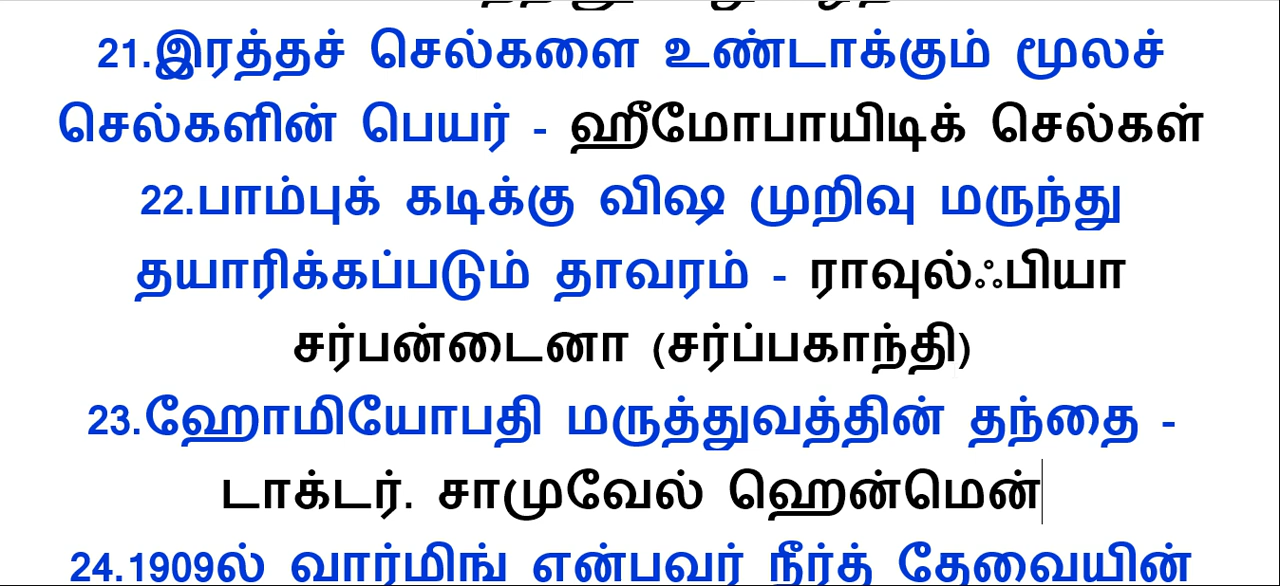 21.இரத்தச் செல்களை உண்டாக்கும் மூலச்
செல்களின் பெயர் - ஹீமோபாயிடிக் செல்கள்
22.பாம்புக் கடிக்கு விஷ முறிவு மருந்து
தயாரிக்கப்படும் தாவரம் - ராவுல்ஃபியா
சர்பன்டைனா (சர்ப்பகாந்தி)
23.ஹோமியோபதி மருத்துவத்தின் தந்தை -
டாக்டர். சாமுவேல் ஹென்மென்
24.1909ல் வார்மிங் என்பவர் நீர்த் தேவையின்